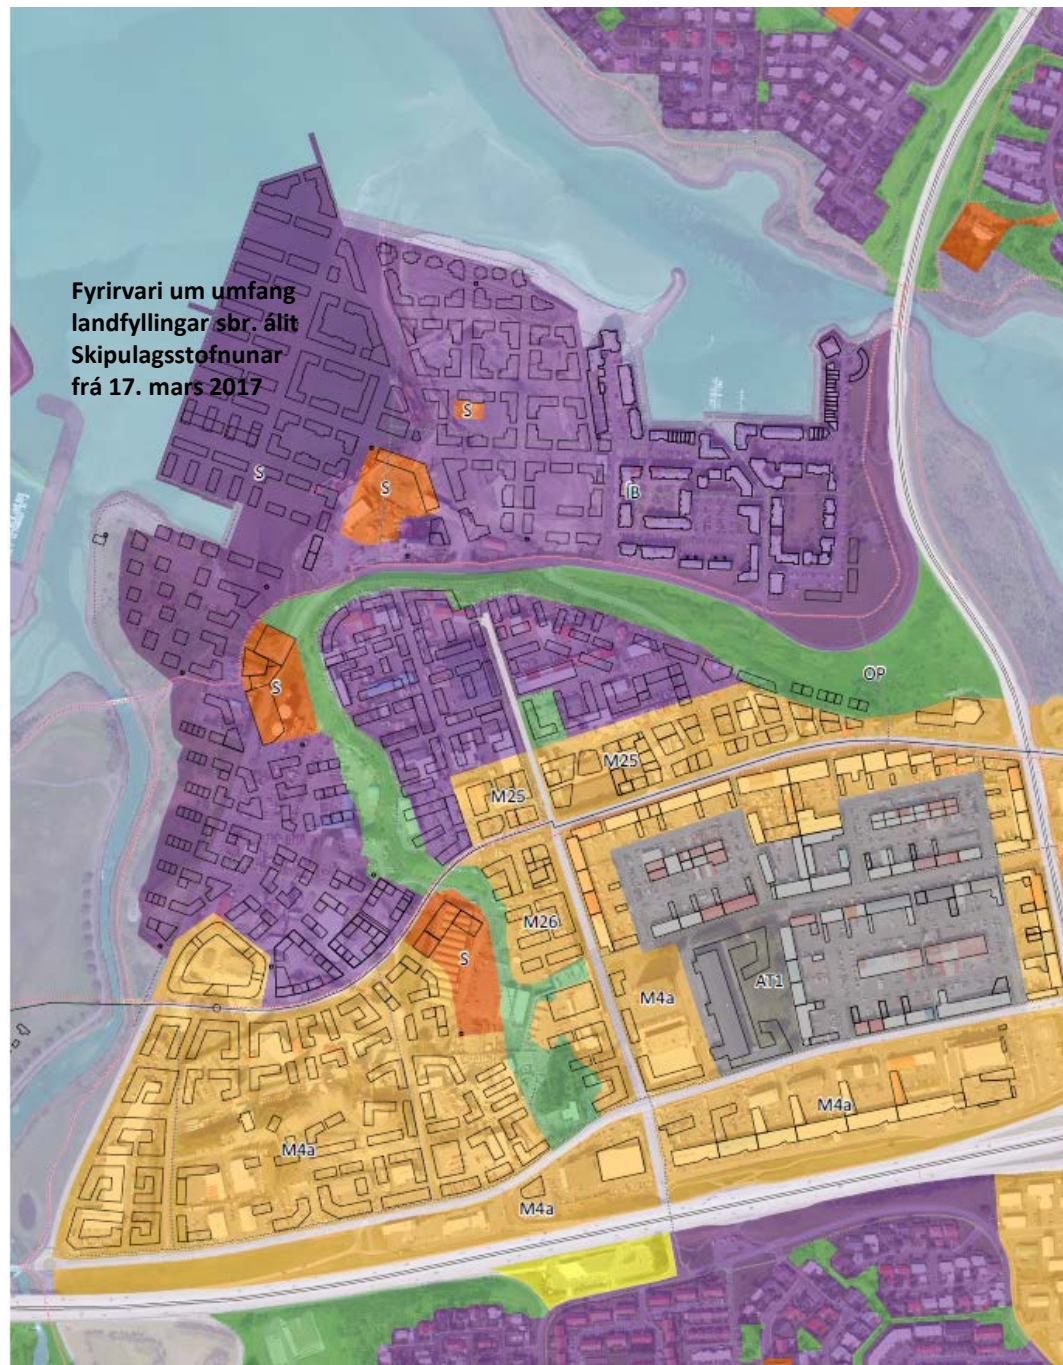 Fyrirvari um umfang
landfyllingar sbr. álit
Skipulagsstofnunar
frá 17. mars 2017
S
S
S
ÍB
S
OP
M25
M25
M26
S
M4a
AT1
M4a
M4a
M4a